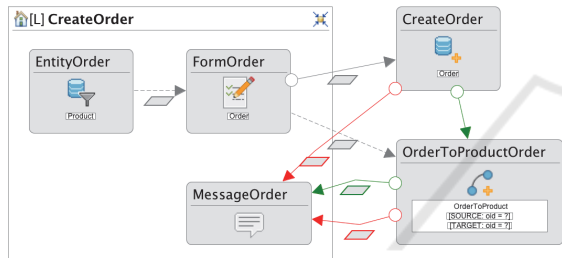 [L] CreateOrder
CreateOrder
Order
EntityOrder
Product
FormOrder
Order
OrderToProductOrder
OrderToProduct
[SOURCE: oid = ?]
[TARGET: oid = ?]
MessageOrder